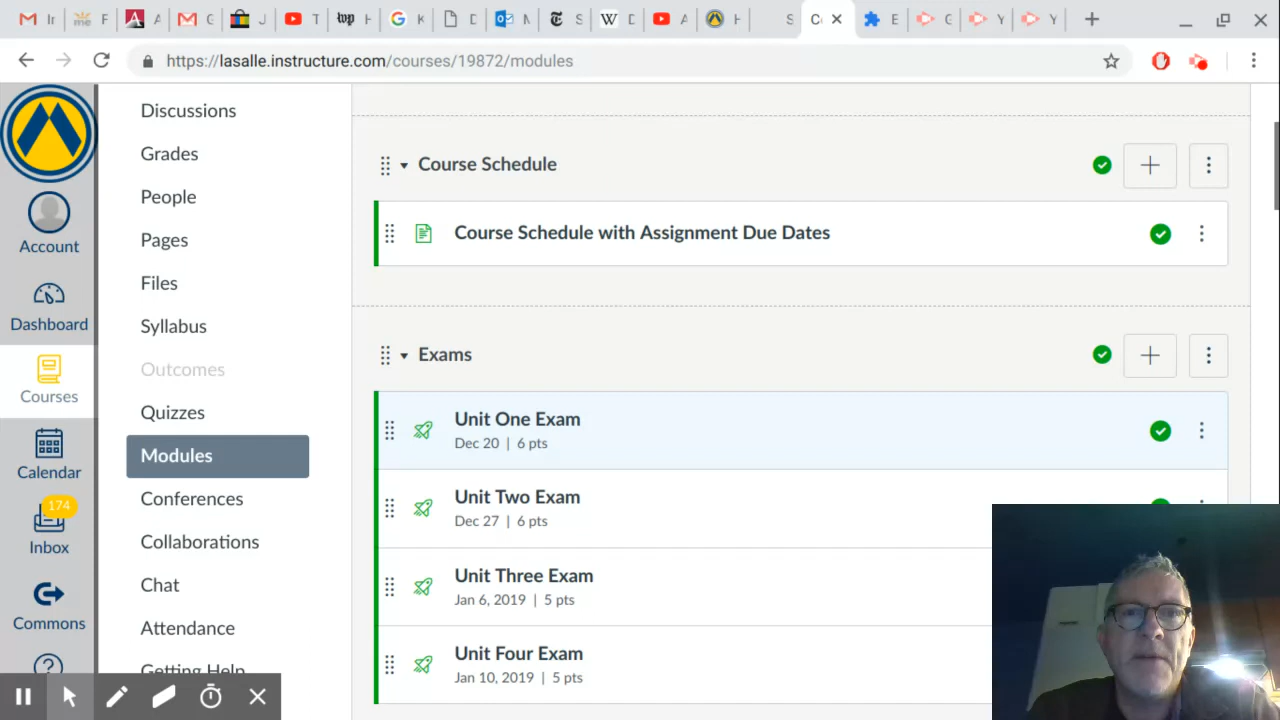 In
F
A
G
J
T
H
K
D
N
S
D
A
H
S
C
E
G
Y
Y
https://lasalle.instructure.com/courses/19872/modules
Account
Dashboard
Courses
Calendar
174
Inbox
Commons
Discussions
Grades
People
Pages
Files
Syllabus
Outcomes
Quizzes
Modules
Conferences
Collaborations
Chat
Attendance
Getting Help
Course Schedule
Course Schedule with Assignment Due Dates
Exams
Unit One Exam
Dec 20 | 6 pts
Unit Two Exam
Dec 27 | 6 pts
Unit Three Exam
Jan 6, 2019 | 5 pts
Unit Four Exam
Jan 10, 2019 | 5 pts